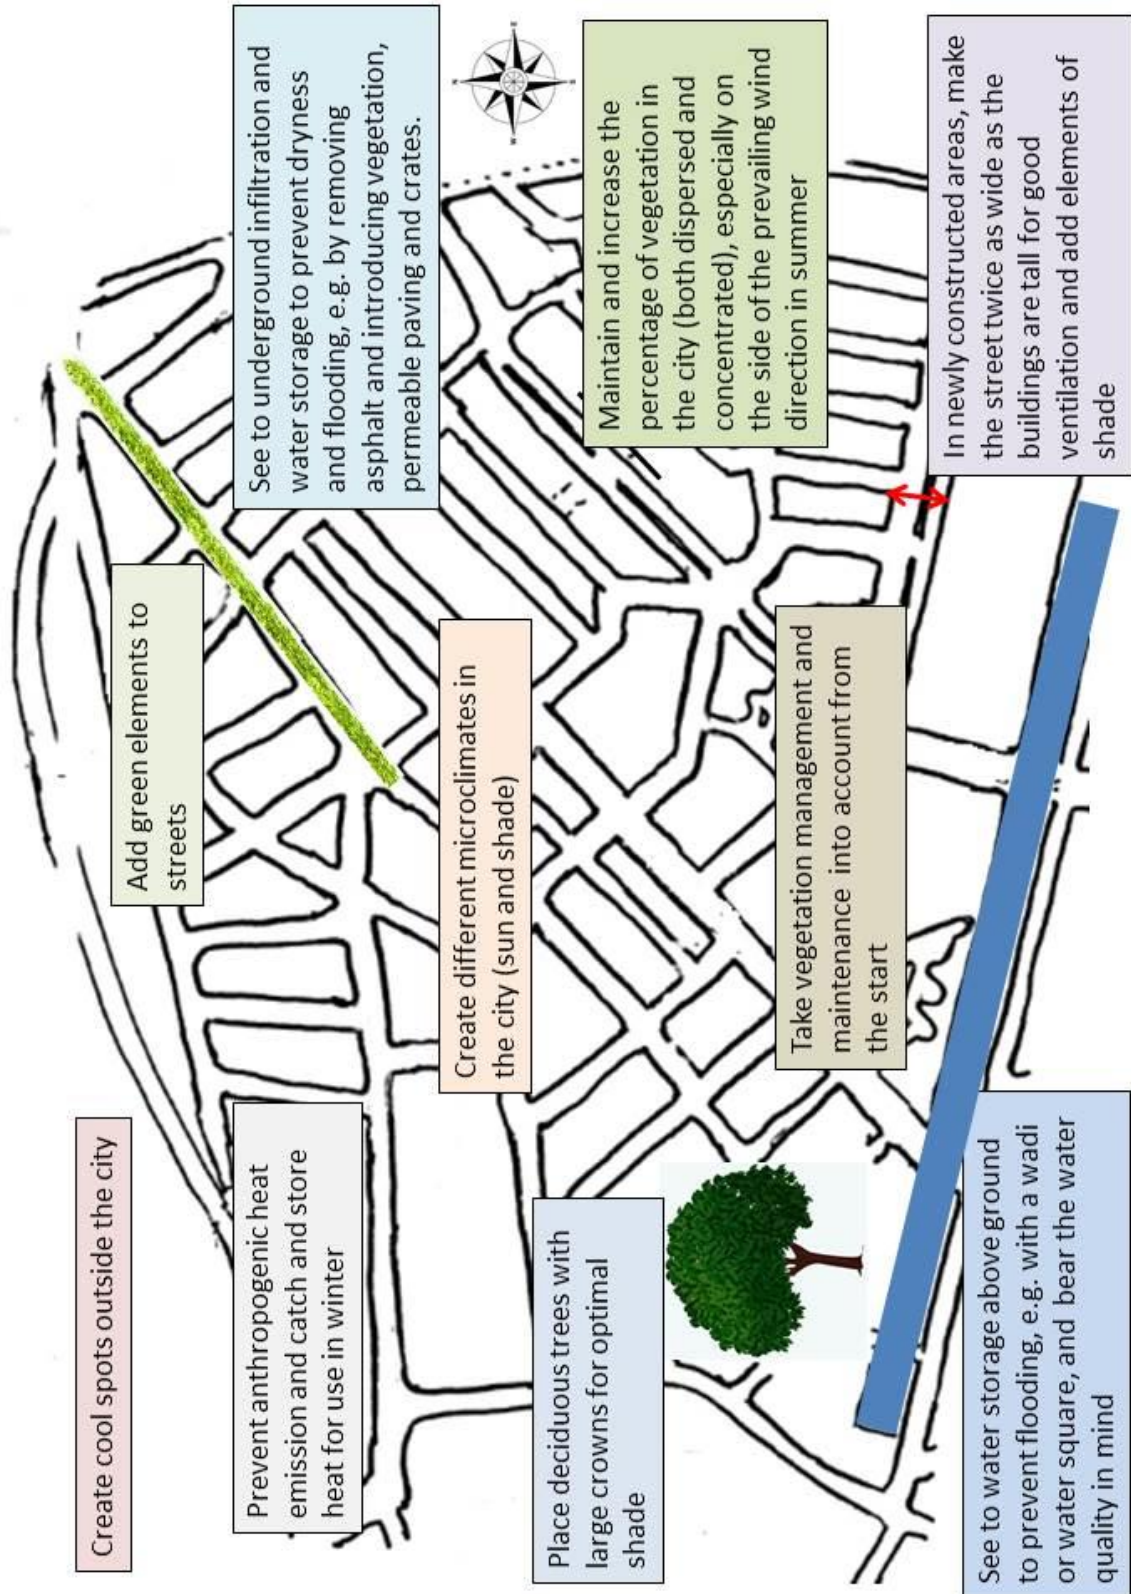 Create cool spots outside the city
Add green elements to
streets
Prevent anthropogenic heat
emission and catch and store
heat for use in winter
See to underground infiltration and
water storage to prevent dryness
and flooding, e.g. by removing
asphalt and introducing vegetation,
permeable paving and crates.
Create different microclimates in
the city (sun and shade)
Place deciduous trees with
large crowns for optimal
shade
Maintain and increase the
percentage of vegetation in
the city (both dispersed and
concentrated), especially on
the side of the prevailing wind
direction in summer
Take vegetation management and
maintenance into account from
the start
See to water storage above ground
to prevent flooding, e.g. with a wadi
or water square, and bear the water
quality in mind
In newly constructed areas, make
the street twice as wide as the
buildings are tall for good
ventilation and add elements of
shade